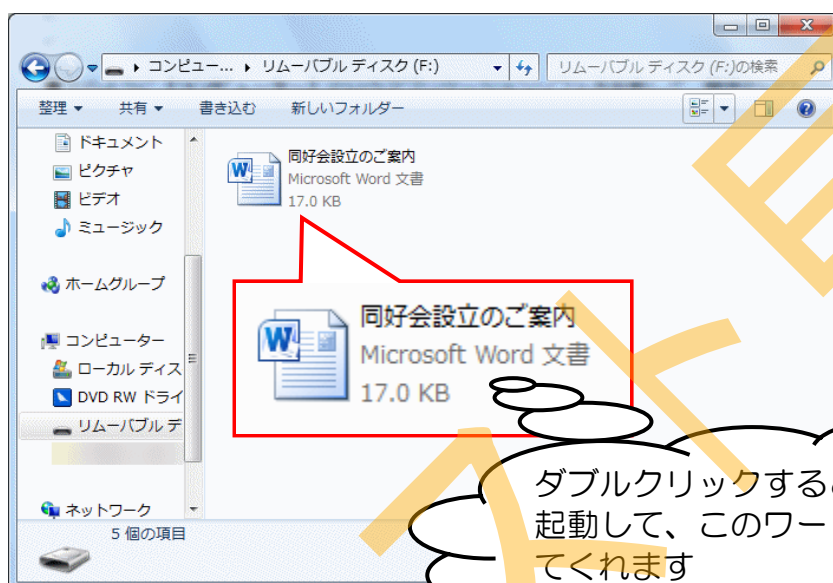 コンピュー... ▸ リムーバブル ディスク (F:)
リムーバブル ディスク (F:)の検索
整理 ▼ 共有 ▼ 書き込む 新しいフォルダー
ドキュメント
ピクチャ
ビデオ
ミュージック
ホームグループ
コンピューター
ローカル ディス
DVD RW ドライ
リムーバブル デ
ネットワーク
同好会設立のご案内
Microsoft Word 文書
17.0 KB
同好会設立のご案内
Microsoft Word 文書
17.0 KB
ダブルクリックする
起動して、このワー
てくれます
5 個の項目